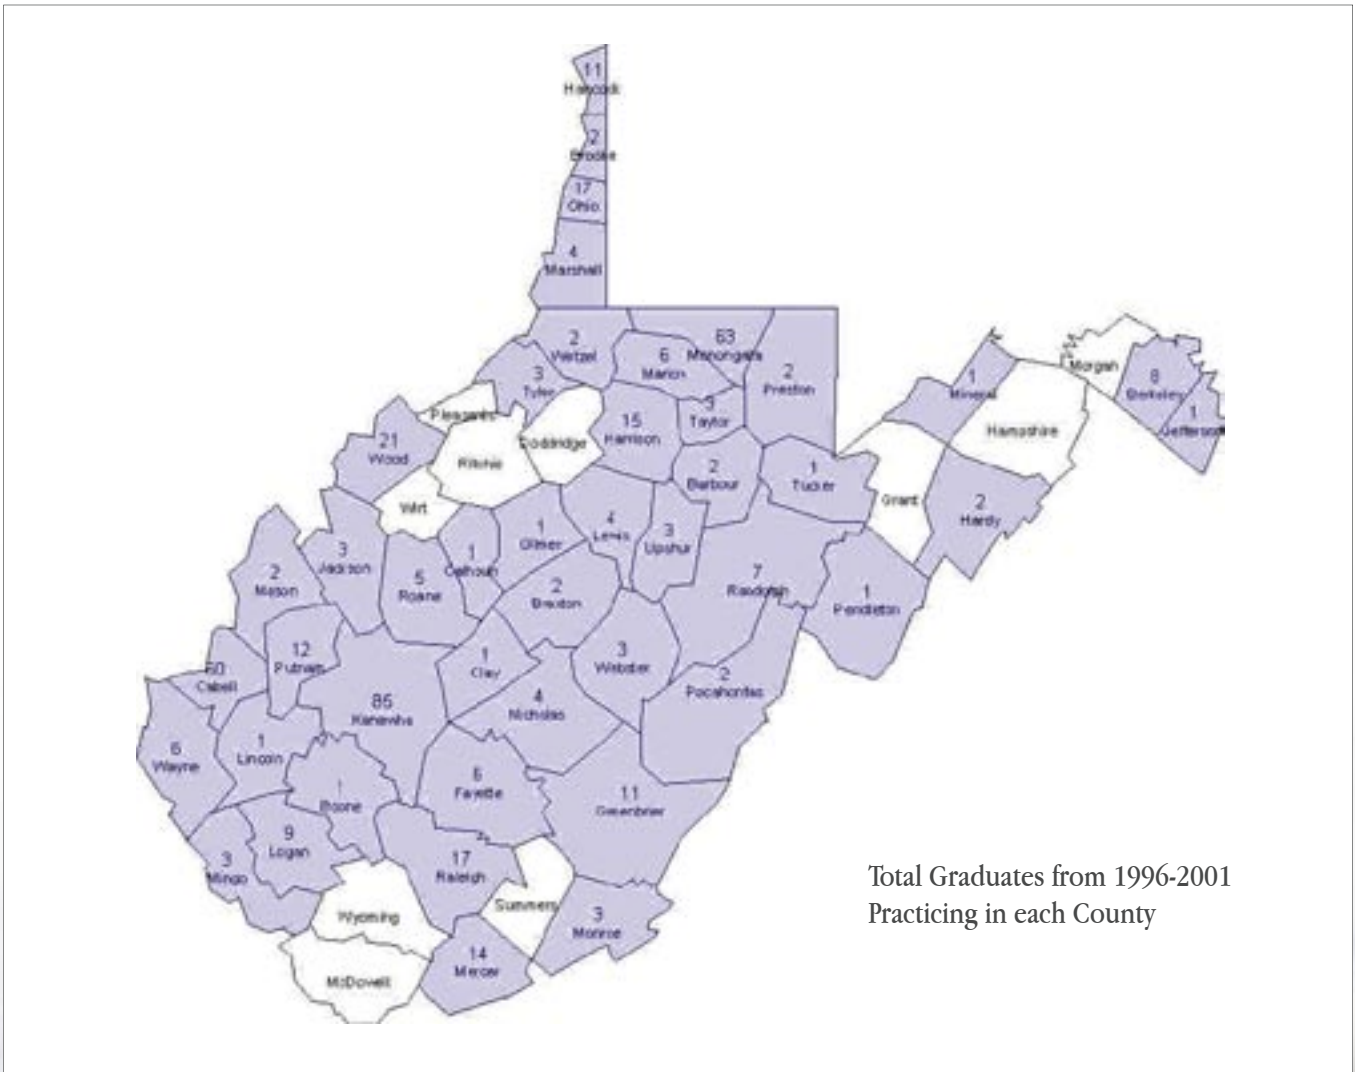 11
Hancock
2
Brooke
17
Ohio
4
Marshall
2
Wetzel
63
Monongalia
6
Marion
2
Preston
3
Tyler
3
Taylor
Pleasants
15
Harrison
Doddridge
21
Wood
Ritchie
2
Barbour
1
Tucker
Wirt
1
Mineral
Morgan
8
Berkeley
1
Jefferson
Hampshire
Grant
2
Hardy
3
Jackson
1
Calhoun
1
Gilmer
4
Lewis
3
Upshur
2
Mason
5
Roane
2
Braxton
7
Randolph
1
Pendleton
12
Putnam
60
Cabell
1
Clay
3
Webster
2
Pocahontas
85
Kanawha
4
Nicholas
6
Wayne
1
Lincoln
1
Boone
Fayette
11
Greenbrier
9
Logan
3
Mingo
17
Raleigh
Summers
Wyoming
3
Monroe
14
Mercer
McDowell
Total Graduates from 1996-2001
Practicing in each County